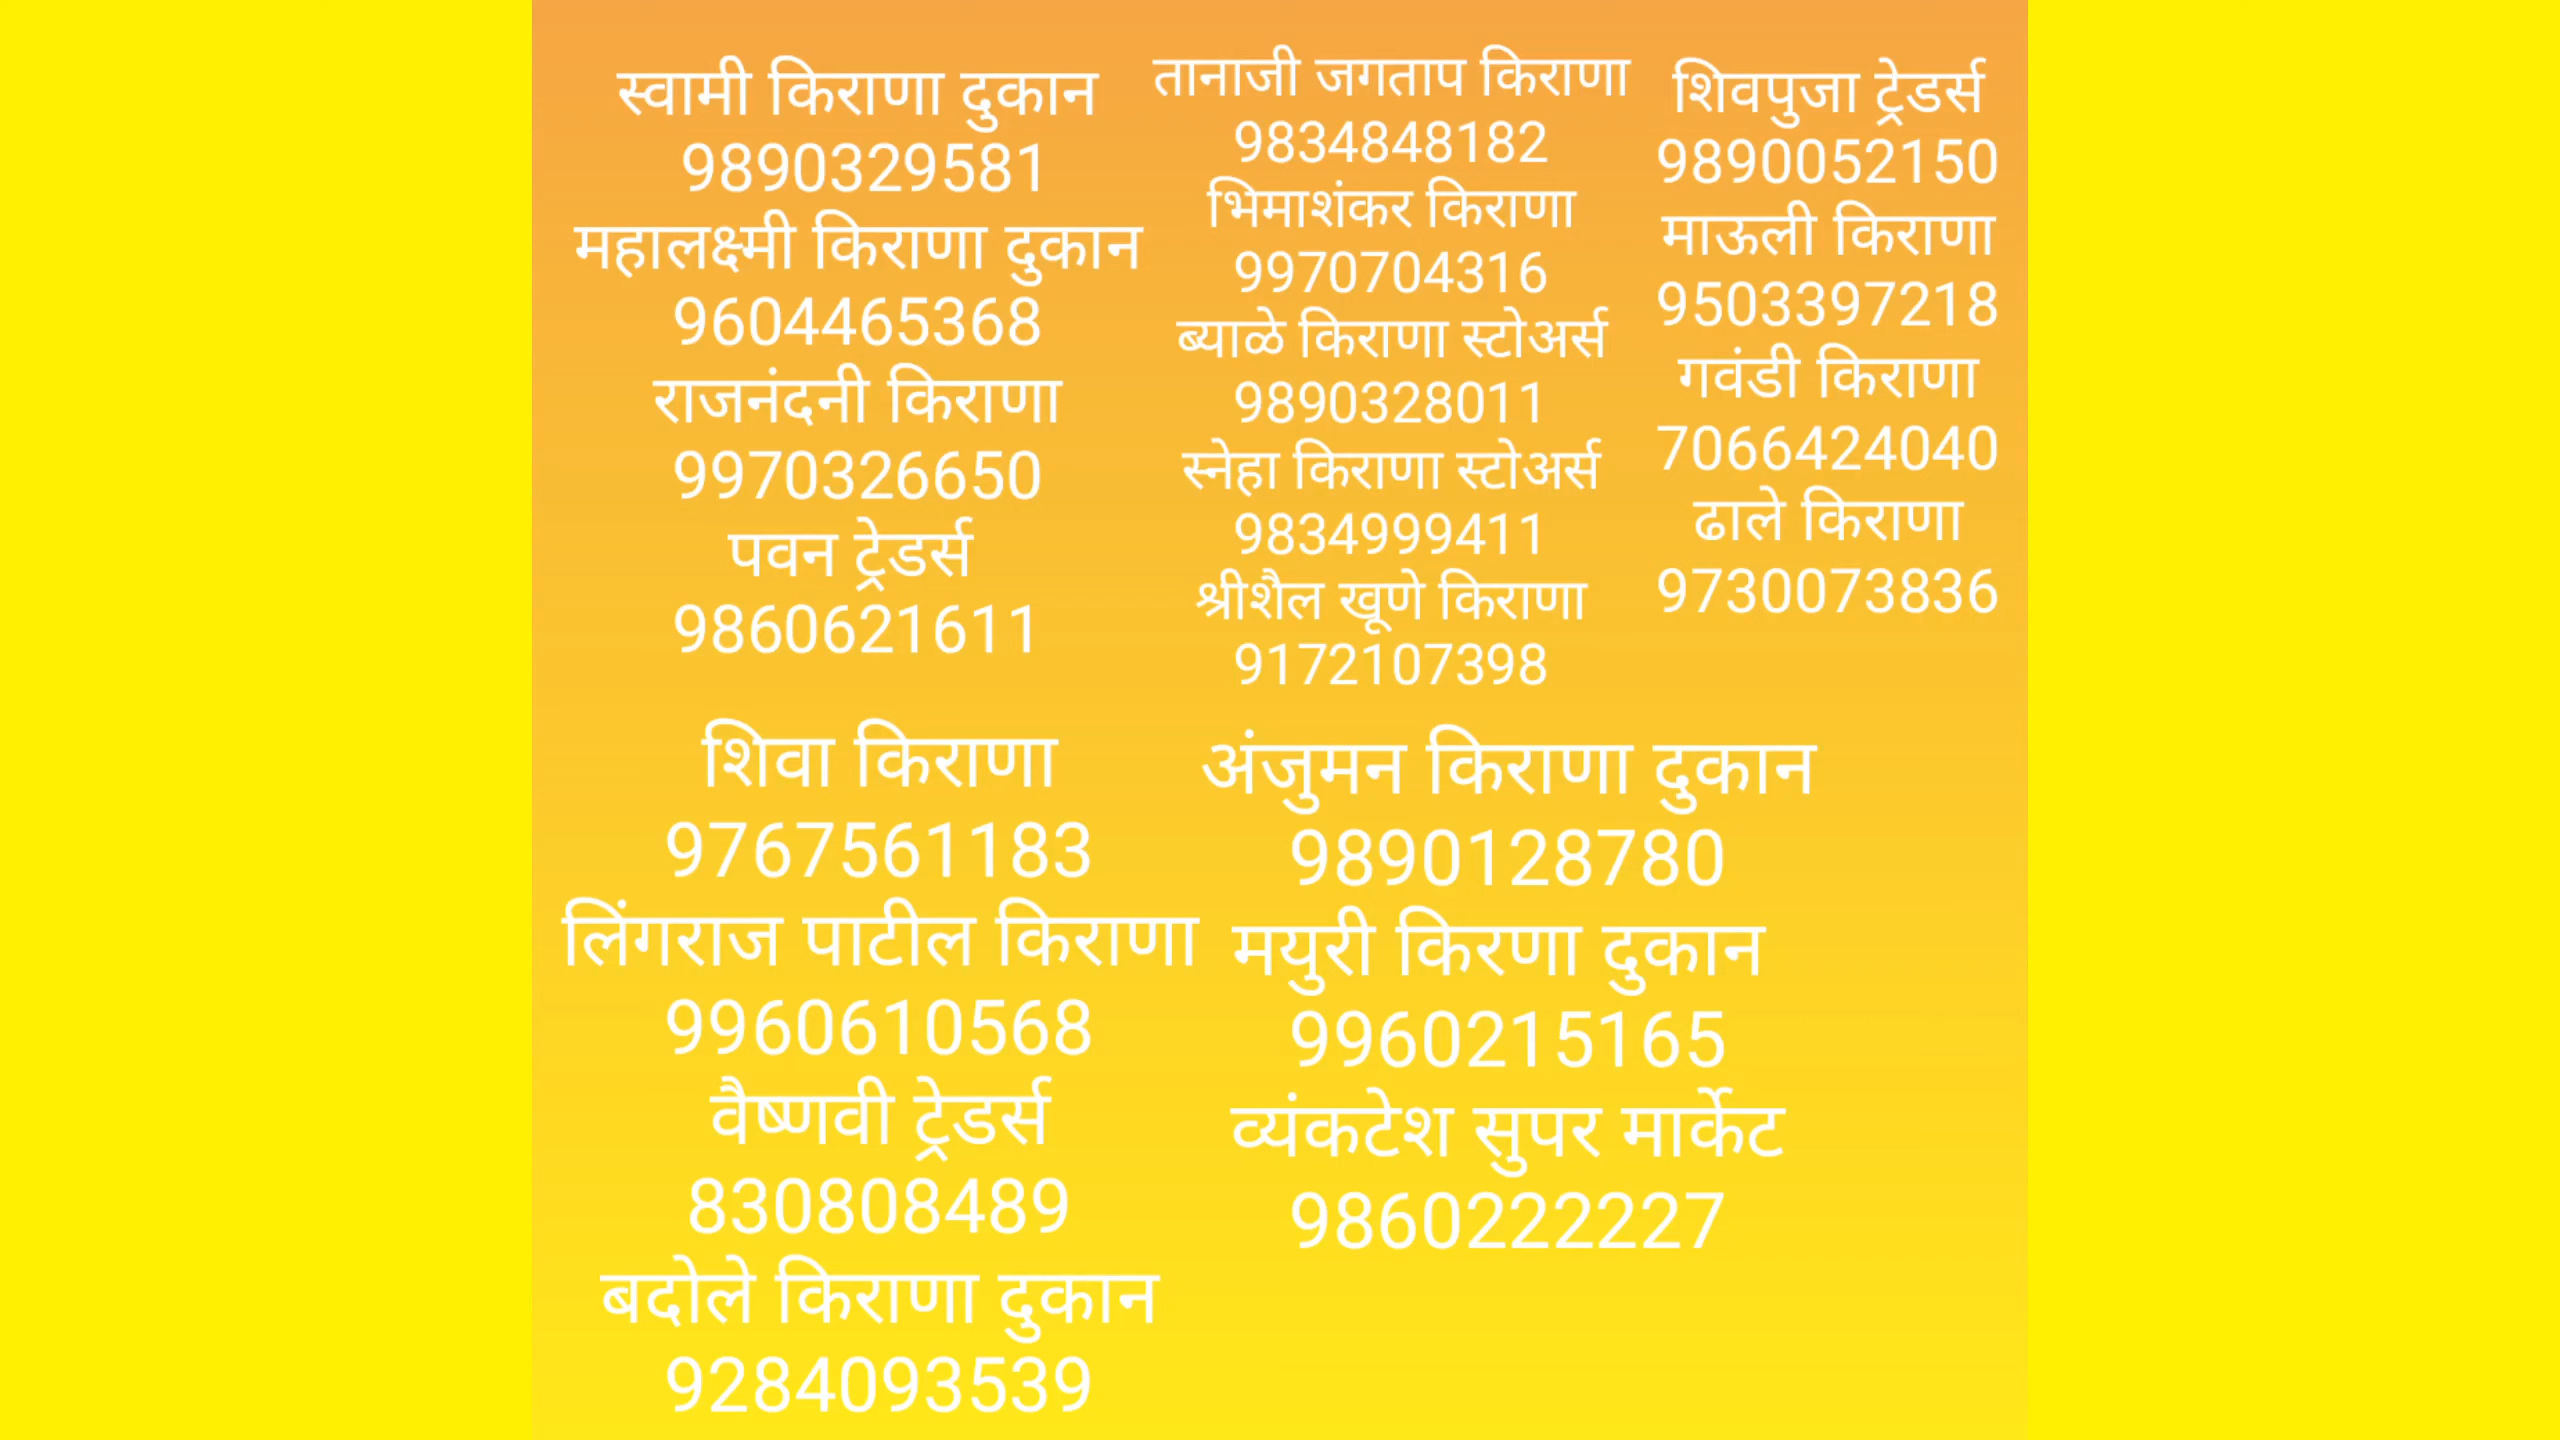 स्वामी किराणा दुकान
9890329581
महालक्ष्मी किराणा दुकान
9604465368
राजनंदनी किराणा
9970326650
पवन ट्रेडर्स
9860621611
तानाजी जगताप किराणा
9834848182
भिमाशंकर किराणा
9970704316
ब्याळे किराणा स्टोअर्स
9890328011
स्नेहा किराणा स्टोअर्स
9834999411
श्रीशैल खूणे किराणा
9172107398
शिवपुजा ट्रेडर्स
9890052150
माऊली किराणा
9503397218
गवंडी किराणा
7066424040
ढाले किराणा
9730073836
शिवा किराणा
9767561183
लिंगराज पाटील किराणा
9960610568
वैष्णवी ट्रेडर्स
830808489
बदोले किराणा दुकान
9284093539
अंजुमन किराणा दुकान
9890128780
मयुरी किरणा दुकान
9960215165
व्यंकटेश सुपर मार्केट
9860222227